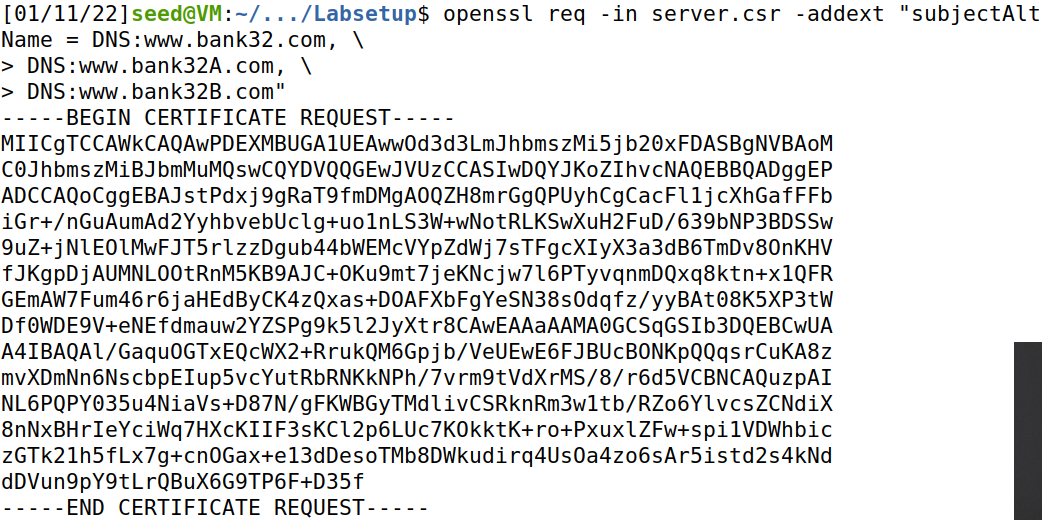 [01/11/22]seed@VM:~/.../Labsetup$ openssl req -in server.csr -addext "subjectAlt
Name = DNS:www.bank32.com, \
> DNS:www.bank32A.com, \
> DNS:www.bank32B.com"
-----BEGIN CERTIFICATE REQUEST-----
MIICgTCCAWkCAQAwPDEXMBUGA1UEAwwOd3d3LmJhbmszMi5jb20xFDASBgNVBAoM
C0JhbmszMiBJbmMuMQswCQYDVQQGEwJVUzCCASIwDQYJKoZIhvcNAQEBBQADggEP
ADCCAQoCggEBAJstPdxj9gRaT9fmDMgAOQZH8mrGgQPUyhCgCacFl1jcXhGafFFb
iGr+/nGuAumAd2YyhbvebUclg+uo1nLS3W+wNotRLKSwXuH2FuD/639bNP3BDSSw
9uZ+jNlEOlMwFJT5rlzzDgub44bWEMcVYpZdWj7sTFgcXIyX3a3dB6TmDv8OnKHV
fJKgpDjAUMNLOOtRnM5KB9AJC+OKu9mt7jeKNcjw7l6PTyvqnmDQxq8ktn+x1QFR
GEmAW7Fum46r6jaHEdByCK4zQxas+DOAFXbFgYeSN38sOdqfz/yyBAt08K5XP3tW
Df0WDE9V+eNEfdmauw2YZSPg9k5l2JyXtr8CAwEAAaAAMA0GCSqGSIb3DQEBCwUA
A4IBAQAl/GaquOGTxEQcWX2+RrukQM6Gpjb/VeUEwE6FJBUcBONKpQQqsrCuKA8z
mvXDmNn6NscbpEIup5vcYutRbRNKkNPh/7vrm9tVdXrMS/8/r6d5VCBNCAQuzpAI
NL6PQPY035u4NiaVs+D87N/gFKWBGyTMdlivCSRknRm3w1tb/RZo6YlvcsZCNdiX
8nNxBHrIeYciWq7HXcKIIF3sKCl2p6LUc7KOkktK+ro+PxuxlZFw+spi1VDWhbic
zGTk21h5fLx7g+cnOGax+e13dDesoTMb8DWkudirq4UsOa4zo6sAr5istd2s4kNd
dDVun9pY9tLrQBuX6G9TP6F+D35f
-----END CERTIFICATE REQUEST-----